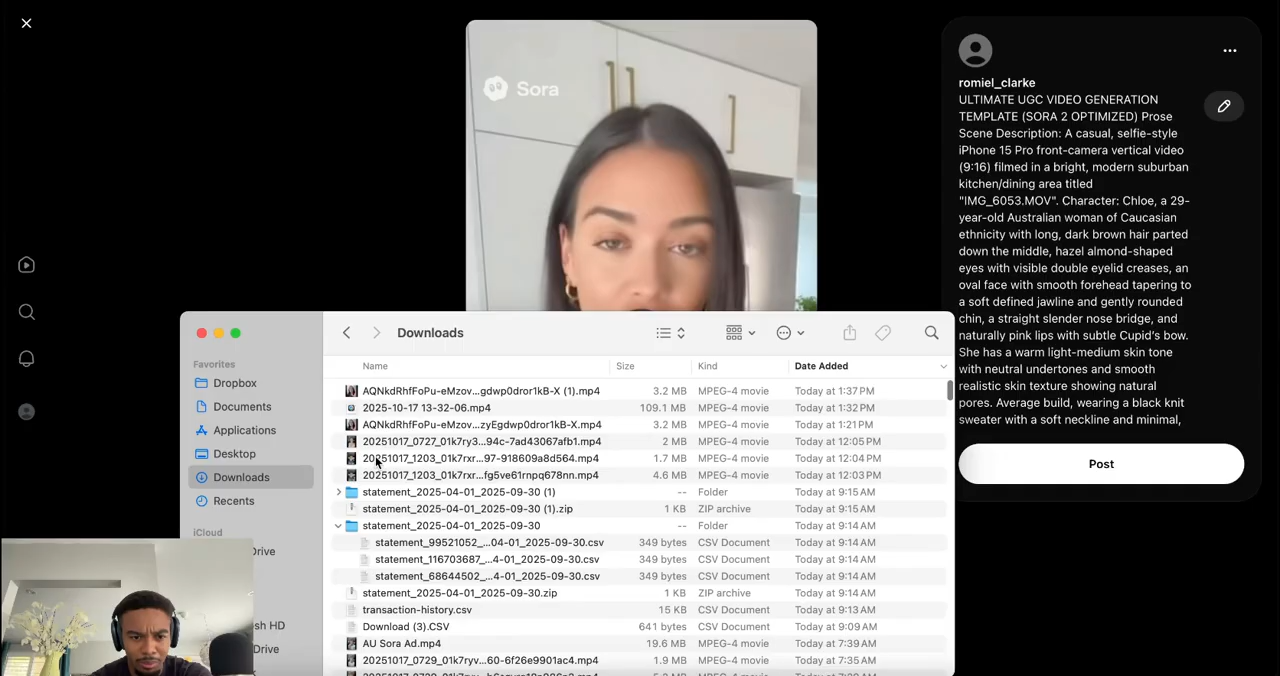 Sora
romiel_clarke
ULTIMATE UGC VIDEO GENERATION
TEMPLATE (SORA 2 OPTIMIZED) Prose
Scene Description: A casual, selfie-style
iPhone 15 Pro front-camera vertical video
(9:16) filmed in a bright, modern suburban
kitchen/dining area titled
"IMG_6053.MOV". Character: Chloe, a 29-
year-old Australian woman of Caucasian
ethnicity with long, dark brown hair parted
down the middle, hazel almond-shaped
eyes with visible double eyelid creases, an
oval face with smooth forehead tapering to
a soft defined jawline and gently rounded
chin, a straight slender nose bridge, and
naturally pink lips with subtle Cupid's bow.
She has a warm light-medium skin tone
with neutral undertones and smooth
realistic skin texture showing natural
pores. Average build, wearing a black knit
sweater with a soft neckline and minimal,
Post
Downloads
Favorites
Dropbox
Documents
Applications
Desktop
Downloads
Recents
iCloud
Drive
osh HD
Drive
Name Size Kind Date Added
AQNkdRhfFoPu-eMzov...gdwp0dror1kB-X (1).mp4 3.2 MB MPEG-4 movie Today at 1:37 PM
2025-10-17 13-32-06.mp4 109.1 MB MPEG-4 movie Today at 1:32 PM
AQNkdRhfFoPu-eMzov...zyEgdwp0dror1kB-X.mp4 3.2 MB MPEG-4 movie Today at 1:21 PM
20251017_0727_01k7ry3...94c-7ad43067afb1.mp4 2 MB MPEG-4 movie Today at 12:05 PM
20251017_1203_01k7rxr...97-918609a8d564.mp4 1.7 MB MPEG-4 movie Today at 12:04 PM
20251017_1203_01k7rxr...fg5ve61rnpq678nn.mp4 4.6 MB MPEG-4 movie Today at 12:03 PM
statement_2025-04-01_2025-09-30 (1) -- Folder Today at 9:15 AM
statement_2025-04-01_2025-09-30 (1).zip 1 KB ZIP archive Today at 9:15 AM
statement_2025-04-01_2025-09-30 -- Folder Today at 9:14 AM
statement_99521052_...04-01_2025-09-30.csv 349 bytes CSV Document Today at 9:14 AM
statement_116703687_...4-01_2025-09-30.csv 349 bytes CSV Document Today at 9:14 AM
statement_68644502_...4-01_2025-09-30.csv 349 bytes CSV Document Today at 9:14 AM
statement_2025-04-01_2025-09-30.zip 1 KB ZIP archive Today at 9:14 AM
transaction-history.csv 15 KB CSV Document Today at 9:13 AM
Download (3).CSV 641 bytes CSV Document Today at 9:09 AM
AU Sora Ad.mp4 19.6 MB MPEG-4 movie Today at 7:39 AM
20251017_0729_01k7ryv...60-6f26e9901ac4.mp4 1.9 MB MPEG-4 movie Today at 7:35 AM